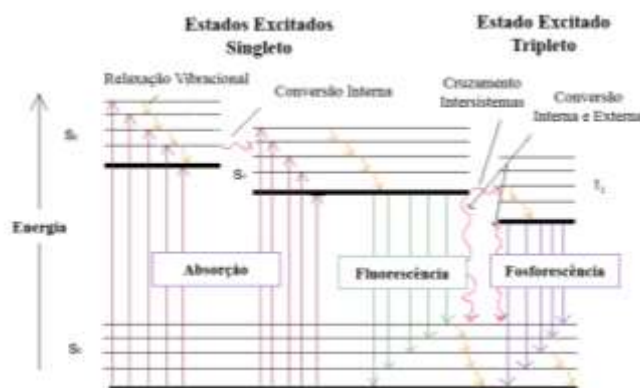 Estados Excitados
Singleto
Estado Excitado
Tripleto
Relaxação Vibracional
Conversão Interna
Cruzamento
Intersistemas
Conversão
Interna e Externa
Energia
Absorção
Fluorescência
Fosforescência